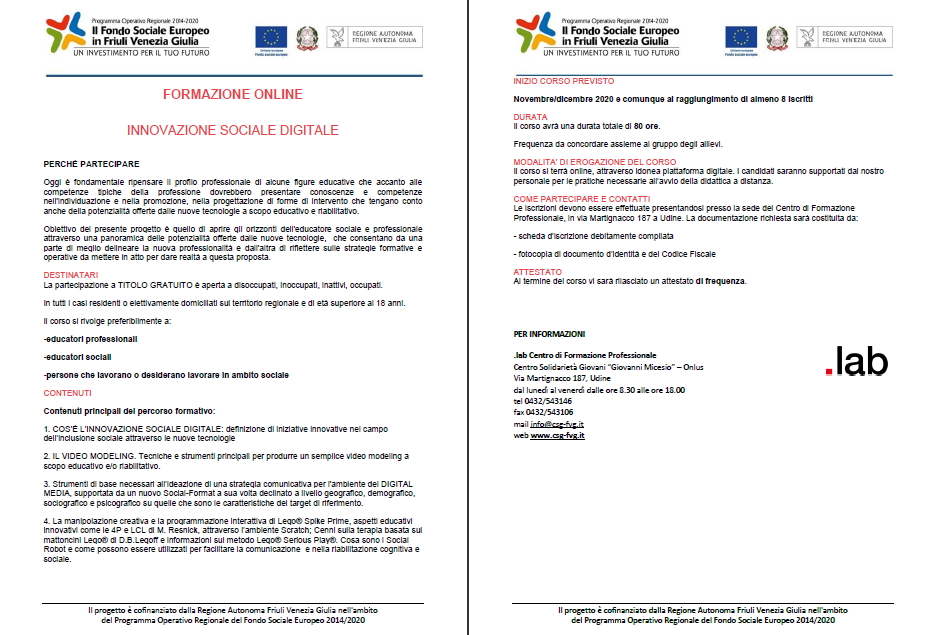 Programma Operativo Regionale 2014-2020
Il Fondo Sociale Europeo
in Friuli Venezia Giulia
UN INVESTIMENTO PER IL TUO FUTURO
Unione europea
Fondo sociale europeo
REGIONE AUTONOMA
FRIULI VENEZIA GIULIA
FORMAZIONE ONLINE
INNOVAZIONE SOCIALE DIGITALE
PERCHÉ PARTECIPARE
Oggi è fondamentale ripensare il profilo professionale di alcune figure educative che accanto alle
competenze tipiche della professione dovrebbero presentare conoscenze e competenze
nell'individuazione e nella promozione, nella progettazione di forme di intervento che tengano conto
anche della potenzialità offerte dalle nuove tecnologie a scopo educativo e riabilitativo.
Obiettivo del presente progetto è quello di aprire gli orizzonti dell'educatore sociale e professionale
attraverso una panoramica delle potenzialità offerte dalle nuove tecnologie, che consentano da una
parte di meglio delineare la nuova professionalità e dall'altra di riflettere sulle strategie formative e
operative da mettere in atto per dare realtà a questa proposta.
DESTINATARI
La partecipazione a TITOLO GRATUITO è aperta a disoccupati, inoccupati, inattivi, occupati.
In tutti i casi residenti o elettivamente domiciliati sul territorio regionale e di età superiore ai 18 anni.
Il corso si rivolge preferibilmente a:
-educatori professionali
-educatori sociali
-persone che lavorano o desiderano lavorare in ambito sociale
CONTENUTI
Contenuti principali del percorso formativo:
1. COS'È L'INNOVAZIONE SOCIALE DIGITALE: definizione di iniziative innovative nel campo
dell'inclusione sociale attraverso le nuove tecnologie
2. IL VIDEO MODELING. Tecniche e strumenti principali per produrre un semplice video modeling a
scopo educativo e/o riabilitativo.
3. Strumenti di base necessari all'ideazione di una strategia comunicativa per l'ambiente dei DIGITAL
MEDIA, supportata da un nuovo Social-Format a sua volta declinato a livello geografico, demografico,
sociografico e psicografico su quelle che sono le caratteristiche del target di riferimento.
4. La manipolazione creativa e la programmazione interattiva di Lego® Spike Prime, aspetti educativi
innovativi come le 4P e LCL di M. Resnick, attraverso l'ambiente Scratch; Cenni sulla terapia basata sui
mattoncini Lego® di D.B.Legoff e informazioni sul metodo Lego® Serious Play®. Cosa sono i Social
Robot e come possono essere utilizzati per facilitare la comunicazione e nella riabilitazione cognitiva e
sociale.
Il progetto è cofinanziato dalla Regione Autonoma Friuli Venezia Giulia nell'ambito
del Programma Operativo Regionale del Fondo Sociale Europeo 2014/2020
Programma Operativo Regionale 2014-2020
Il Fondo Sociale Europeo
in Friuli Venezia Giulia
UN INVESTIMENTO PER IL TUO FUTURO
Unione europea
Fondo sociale europeo
REGIONE AUTONOMA
FRIULI VENEZIA GIULIA
INIZIO CORSO PREVISTO
Novembre/dicembre 2020 e comunque al raggiungimento di almeno 8 iscritti
DURATA
Il corso avrà una durata totale di 80 ore.
Frequenza da concordare assieme al gruppo degli allievi.
MODALITA' DI EROGAZIONE DEL CORSO
Il corso si terrà online, attraverso idonea piattaforma digitale. I candidati saranno supportati dal nostro
personale per le pratiche necessarie all'avvio della didattica a distanza.
COME PARTECIPARE E CONTATTI
Le iscrizioni devono essere effettuate presentandosi presso la sede del Centro di Formazione
Professionale, in via Martignacco 187 a Udine. La documentazione richiesta sarà costituita da:
- scheda d'iscrizione debitamente compilata
- fotocopia di documento d'identità e del Codice Fiscale
ATTESTATO
Al termine del corso vi sarà rilasciato un attestato di frequenza.
PER INFORMAZIONI
.lab Centro di Formazione Professionale
Centro Solidarietà Giovani "Giovanni Micesio" – Onlus
Via Martignacco 187, Udine
dal lunedì al venerdì dalle ore 8.30 alle ore 18.00
tel 0432/543146
fax 0432/543106
mail info@csg-fvg.it
web www.csg-fvg.it
.lab
Il progetto è cofinanziato dalla Regione Autonoma Friuli Venezia Giulia nell'ambito
del Programma Operativo Regionale del Fondo Sociale Europeo 2014/2020